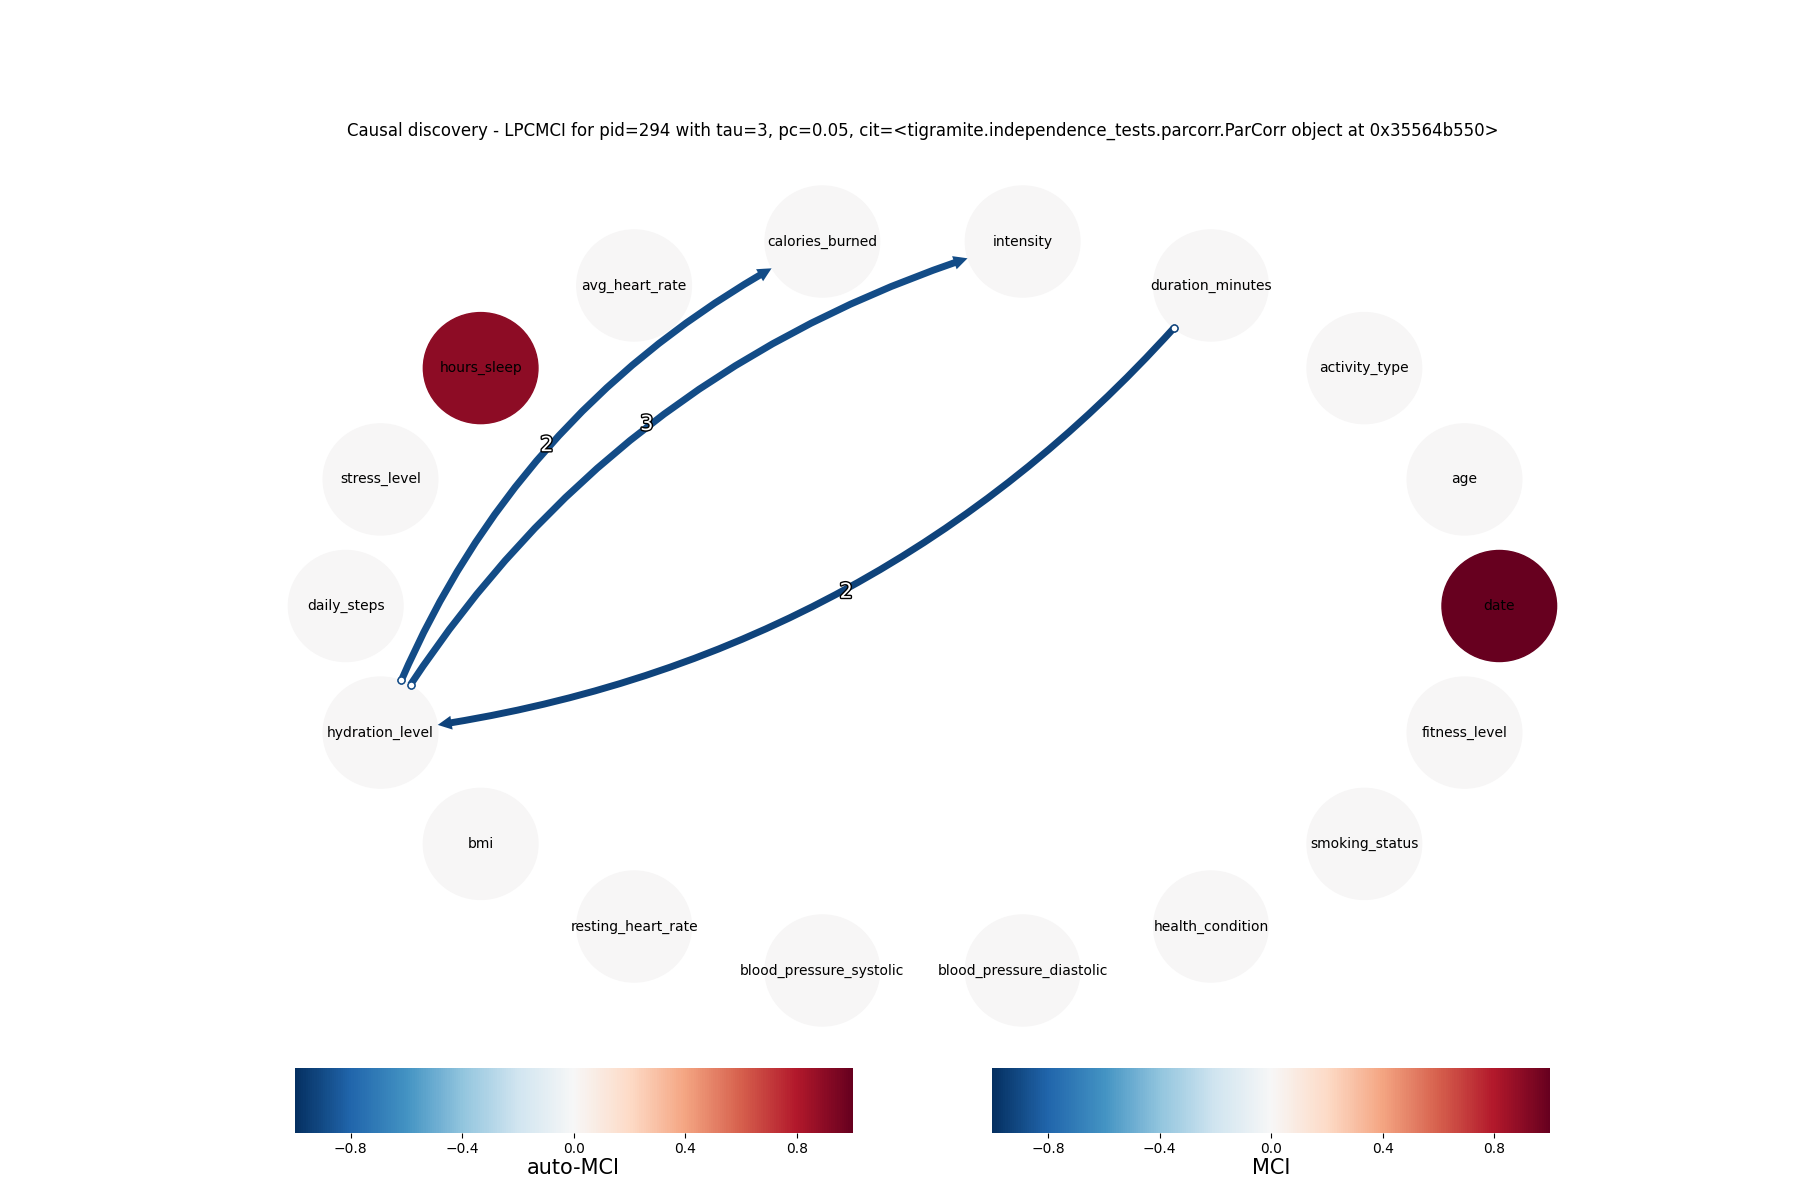 Causal discovery - LPCMCI for pid=294 with tau=3, pc=0.05, cit=<tigramite.independence_tests.parcorr.ParCorr object at 0x35564b550>
calories_burned
intensity
avg_heart_rate
duration_minutes
hours_sleep
activity_type
3
2
stress_level
age
2
daily_steps
date
hydration_level
fitness_level
bmi
smoking_status
resting_heart_rate
health_condition
blood_pressure_systolic
blood_pressure_diastolic
−0.8 −0.4 0.0 0.4 0.8
auto-MCI
−0.8 −0.4 0.0 0.4 0.8
MCI